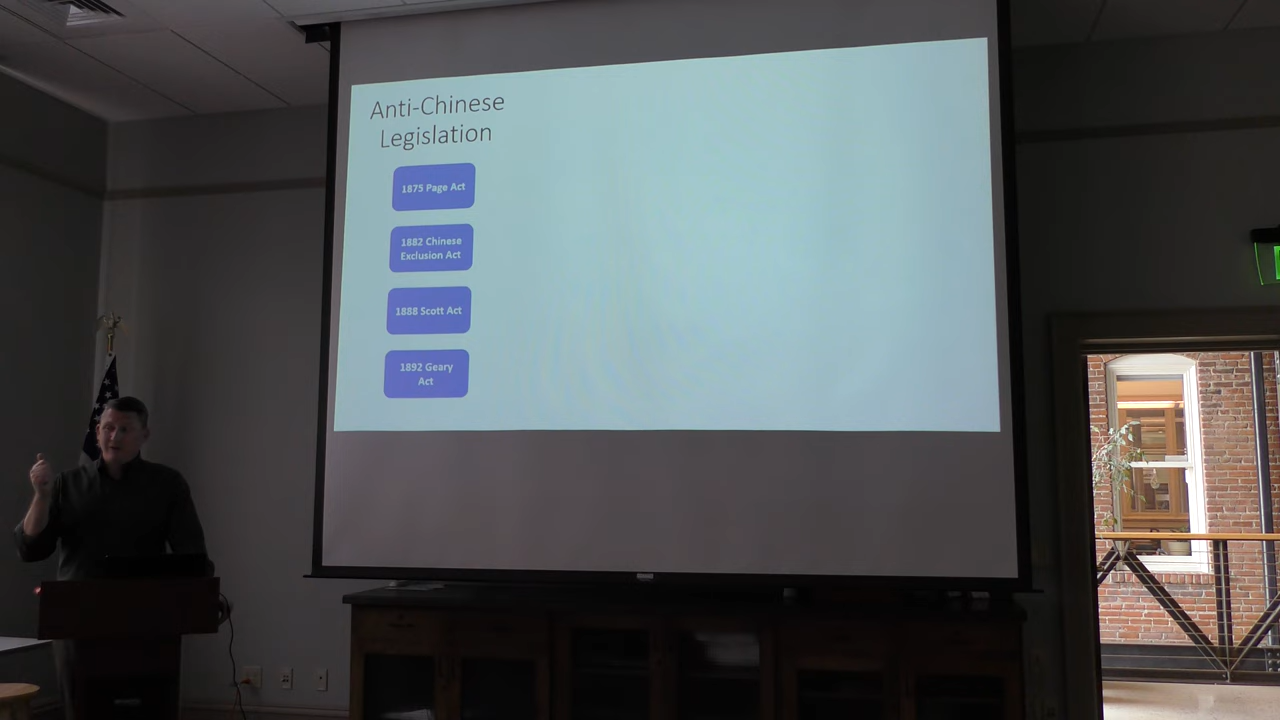 Anti-Chinese
Legislation
1875 Page Act
1882 Chinese
Exclusion Act
1888 Scott Act
1892 Geary
Act